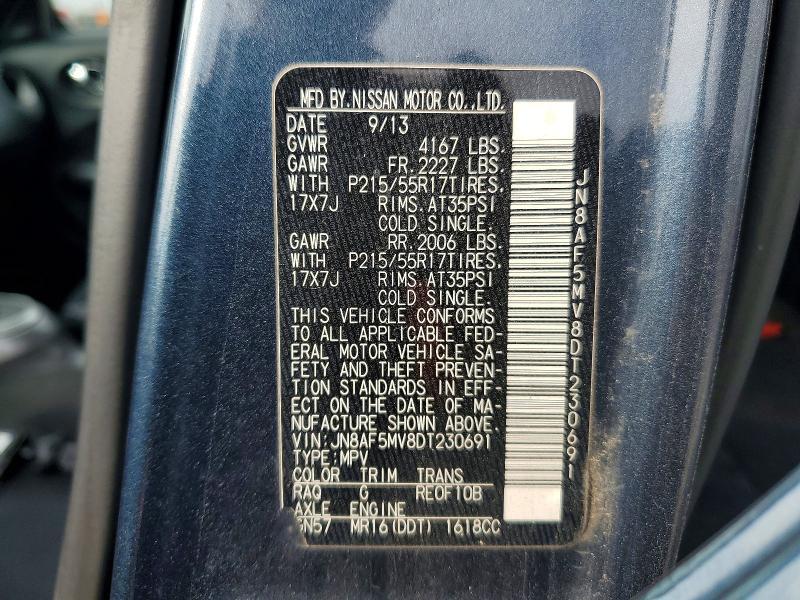 MFD BY.NISSAN MOTOR CO.,LTD.
DATE 9/13
GVWR 4167 LBS.
GAWR FR.2227 LBS.
WITH P215/55R17TIRES.
17X7J RIMS.AT35PSI
COLD SINGLE.
GAWR RR.2006 LBS.
WITH P215/55R17TIRES.
17X7J RIMS.AT35PSI
COLD SINGLE.
THIS VEHICLE CONFORMS
TO ALL APPLICABLE FED-
ERAL MOTOR VEHICLE SA-
FETY AND THEFT PREVEN-
TION STANDARDS IN EFF-
ECT ON THE DATE OF MA-
NUFACTURE SHOWN ABOVE.
VIN:JN8AF5MV8DT230691
TYPE:MPV
COLOR TRIM TRANS
RAQ G RE0F10B
AXLE ENGINE
MR16(DDT) 1618CC
JN8AF5MV8DT230691